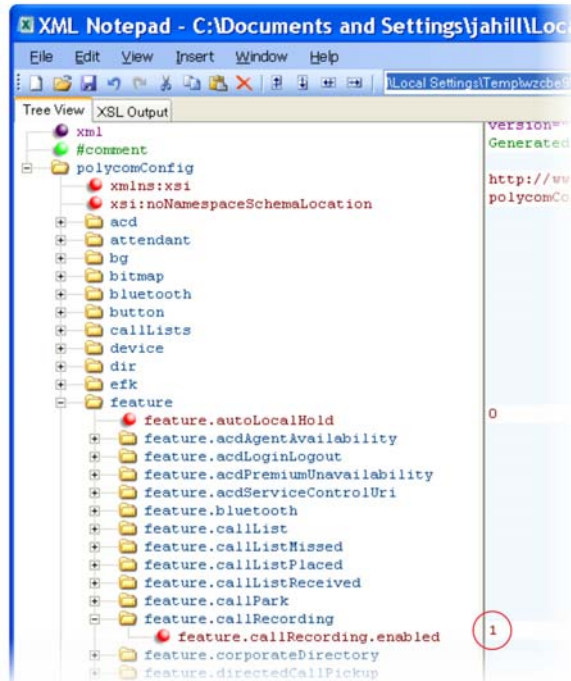 XML Notepad - C:\Documents and Settings\jahill\Loc
File Edit View Insert Window Help
\Local Settings\Temp\wzcbe9
Tree View XSL Output
xml
version="
#comment
Generated
polycomConfig
xmlns:xsi
http://ww
xsi:noNamespaceSchemaLocation
polycomCo
acd
attendant
bg
bitmap
bluetooth
button
callLists
device
dir
efk
feature
feature.autoLocalHold
0
feature.acdAgentAvailability
feature.acdLoginLogout
feature.acdPremiumUnavailability
feature.acdServiceControlUri
feature.bluetooth
feature.callList
feature.callListMissed
feature.callListPlaced
feature.callListReceived
feature.callPark
feature.callRecording
feature.callRecording.enabled
1
feature.corporateDirectory
feature.directedCallPickup